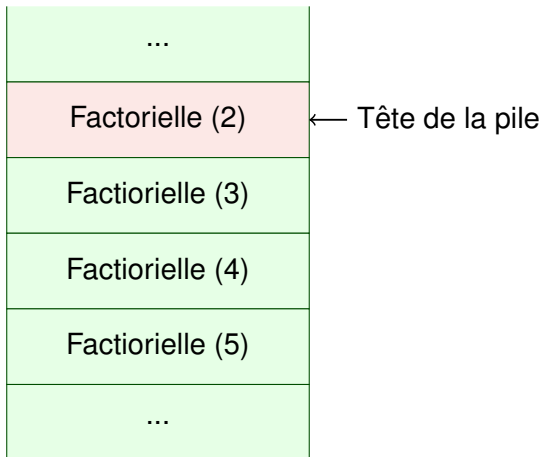 ...
Factorielle (2)
← Tête de la pile
Factiorielle (3)
Factiorielle (4)
Factiorielle (5)
...